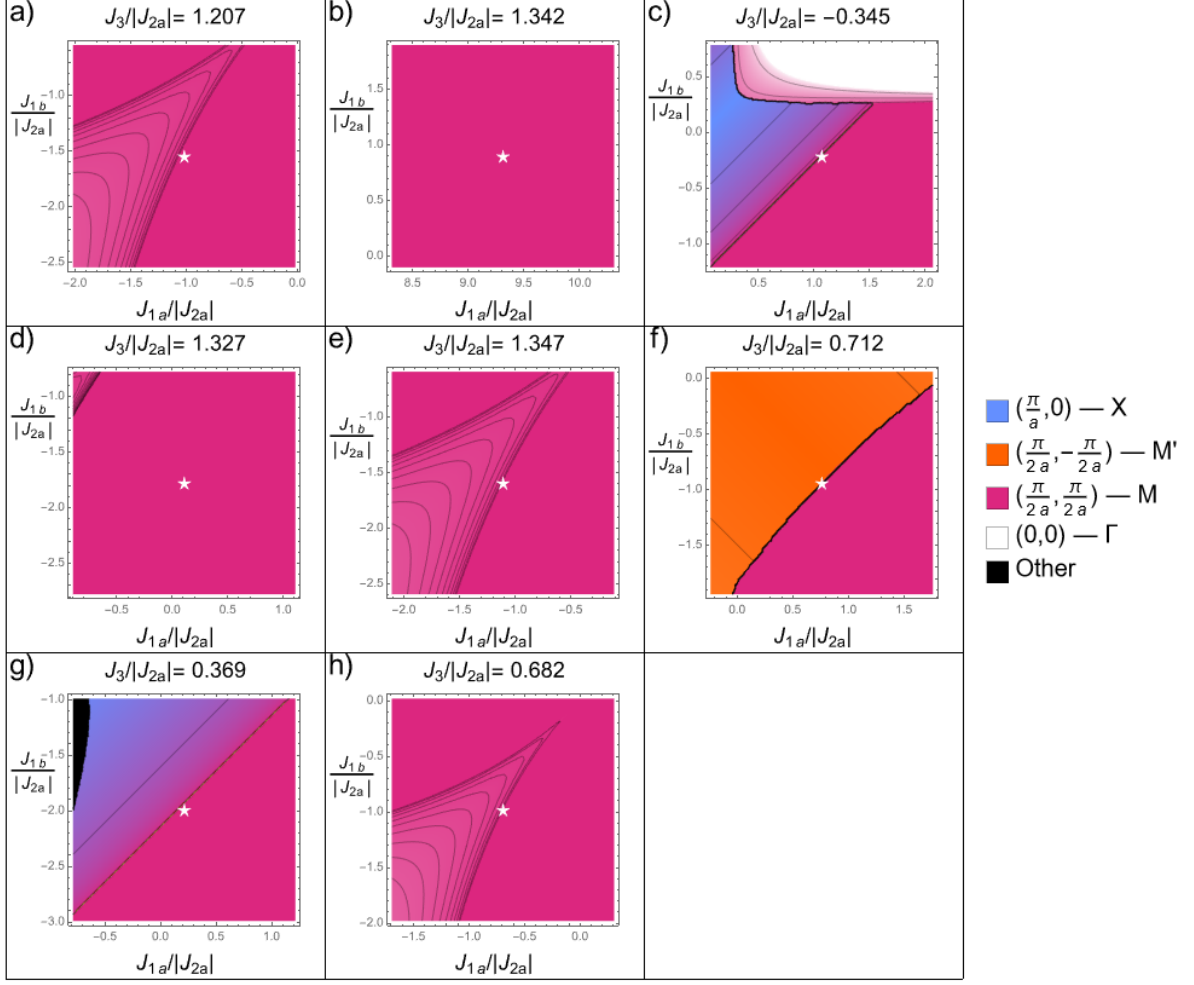 a)
J3/|J2a|= 1.207
J1b
|J2a|
−1.0
−1.5
−2.0
−2.5
−2.0 −1.5 −1.0 −0.5 0.0
J1a/|J2a|
b)
J3/|J2a|= 1.342
J1b
|J2a|
1.5
1.0
0.5
0.0
8.5 9.0 9.5 10.0
J1a/|J2a|
c)
J3/|J2a|= −0.345
J1b
|J2a|
0.5
0.0
−0.5
−1.0
0.5 1.0 1.5 2.0
J1a/|J2a|
d)
J3/|J2a|= 1.327
J1b
|J2a|
−1.0
−1.5
−2.0
−2.5
−0.5 0.0 0.5 1.0
J1a/|J2a|
e)
J3/|J2a|= 1.347
J1b
|J2a|
−1.0
−1.5
−2.0
−2.5
−2.0 −1.5 −1.0 −0.5
J1a/|J2a|
f)
J3/|J2a|= 0.712
J1b
|J2a|
0.0
−0.5
−1.0
−1.5
0.0 0.5 1.0 1.5
J1a/|J2a|
g)
J3/|J2a|= 0.369
J1b
|J2a|
−1.0
−1.5
−2.0
−2.5
−3.0
−0.5 0.0 0.5 1.0
J1a/|J2a|
h)
J3/|J2a|= 0.682
J1b
|J2a|
0.0
−0.5
−1.0
−1.5
−2.0
−1.5 −1.0 −0.5 0.0
J1a/|J2a|
(π/a,0) — X
(π/2a,−π/2a) — M'
(π/2a,π/2a) — M
(0,0) — Γ
Other